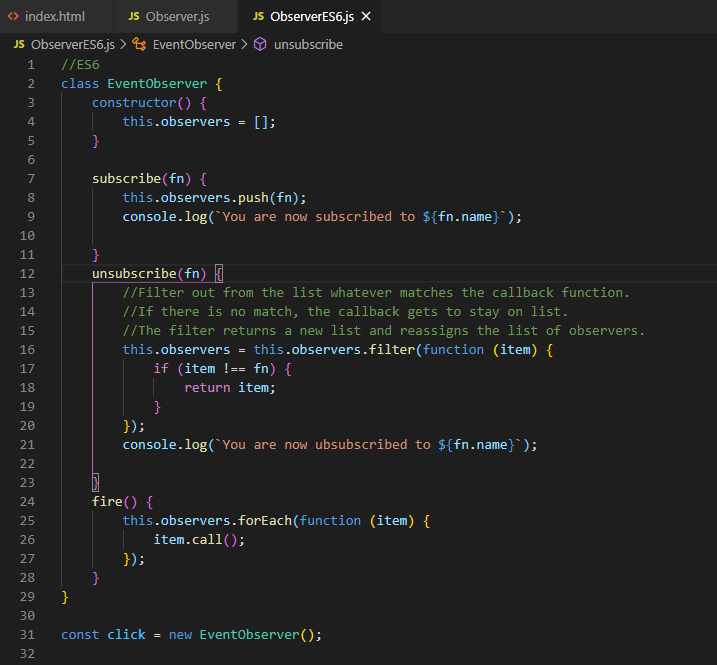 index.html JS Observer.js JS ObserverES6.js
JS ObserverES6.js > EventObserver > unsubscribe
1 //ES6
2 class EventObserver {
3     constructor() {
4         this.observers = [];
5     }
6
7     subscribe(fn) {
8         this.observers.push(fn);
9         console.log(`You are now subscribed to ${fn.name}`);
10
11     }
12     unsubscribe(fn) {
13         //Filter out from the list whatever matches the callback function.
14         //If there is no match, the callback gets to stay on list.
15         //The filter returns a new list and reassigns the list of observers.
16         this.observers = this.observers.filter(function (item) {
17             if (item !== fn) {
18                 return item;
19             }
20         });
21         console.log(`You are now ubsubscribed to ${fn.name}`);
22
23     }
24     fire() {
25         this.observers.forEach(function (item) {
26             item.call();
27         });
28     }
29 }
30
31 const click = new EventObserver();
32